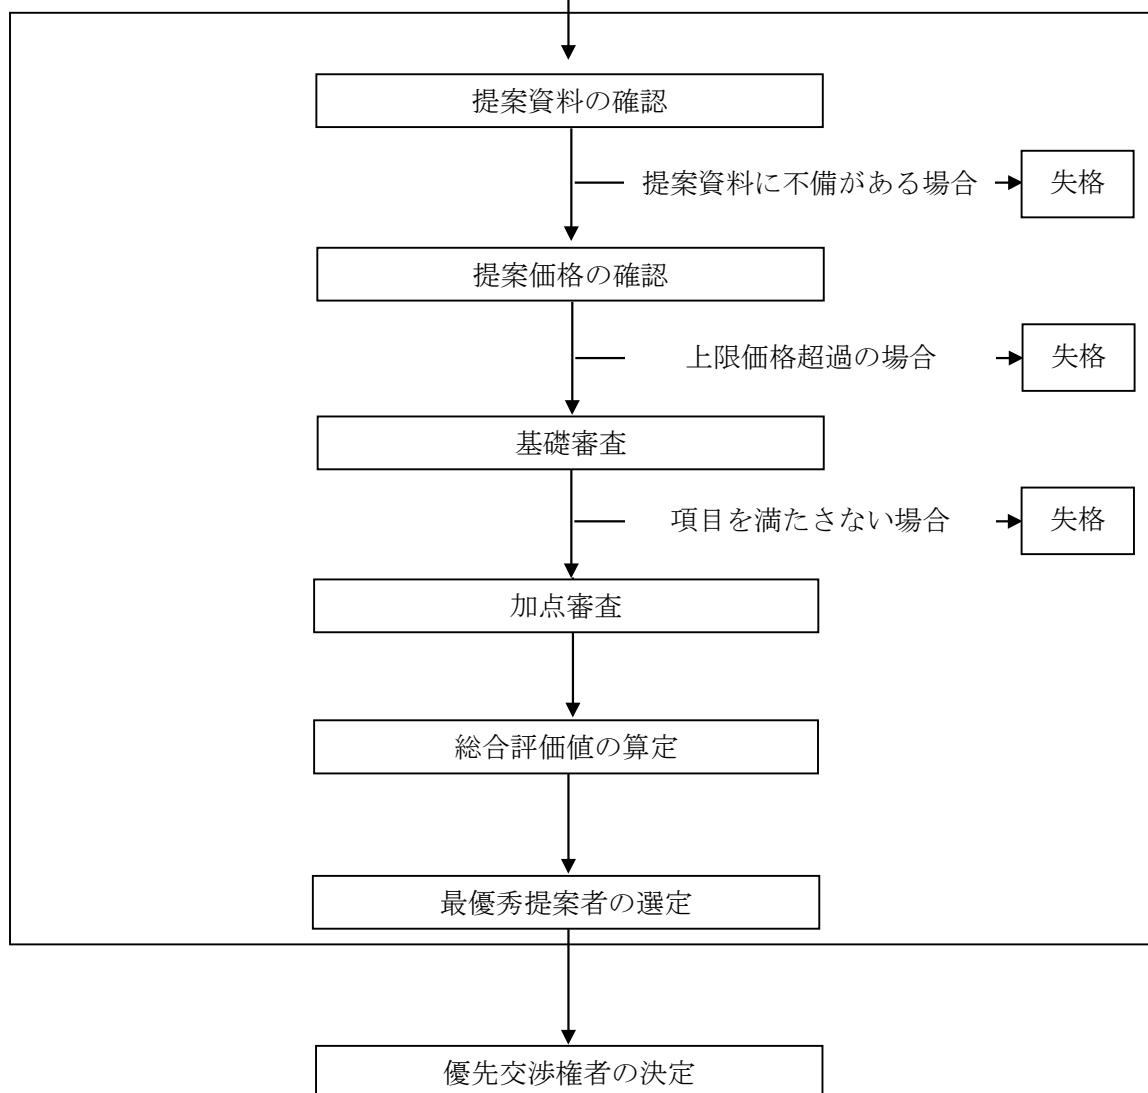 提案資料の確認
提案資料に不備がある場合
失格
提案価格の確認
上限価格超過の場合
失格
基礎審査
項目を満たさない場合
失格
加点審査
総合評価値の算定
最優秀提案者の選定
優先交渉権者の決定